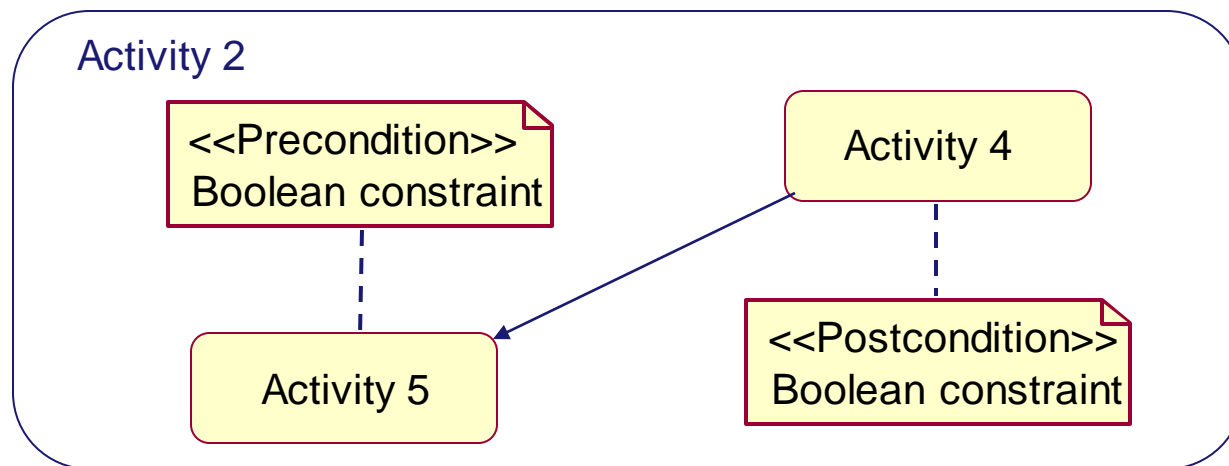 Activity 2
<<Precondition>>
Boolean constraint
Activity 4
Activity 5
<<Postcondition>>
Boolean constraint